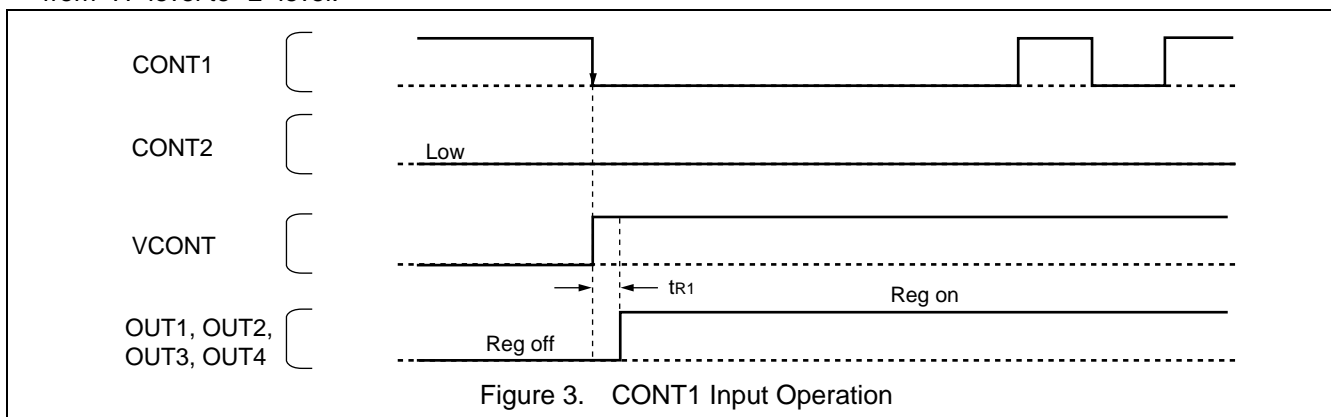 CONT1
CONT2
Low
VCONT
tR1
Reg on
OUT1, OUT2,
OUT3, OUT4
Reg off
Figure 3. CONT1 Input Operation